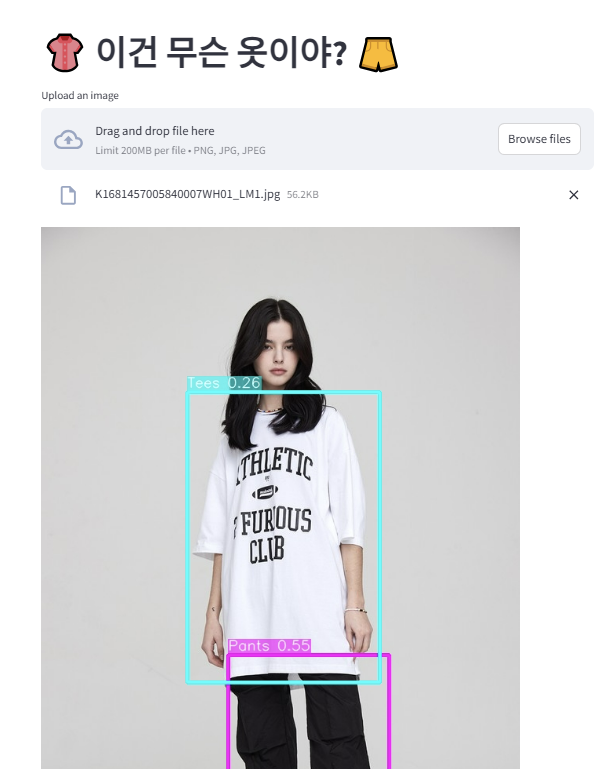 이건 무슨 옷이야?
Upload an image
Drag and drop file here
Limit 200MB per file • PNG, JPG, JPEG
Browse files
K1681457005840007WH01_LM1.jpg 56.2KB
Tees 0.26
THLETIC
FURIOUS
CLUB
Pants 0.55